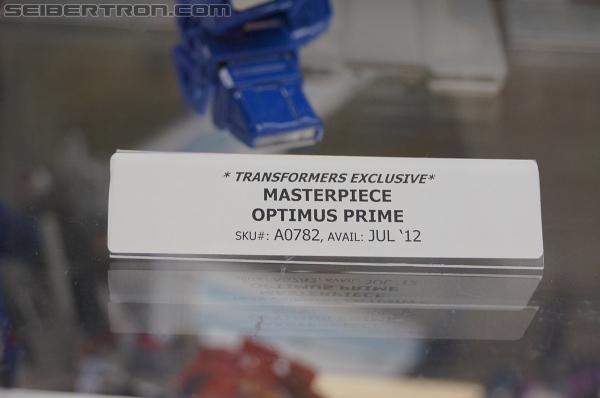 SEIBERTRON.COM
* TRANSFORMERS EXCLUSIVE*
MASTERPIECE
OPTIMUS PRIME
SKU#: A0782, AVAIL: JUL ‘12